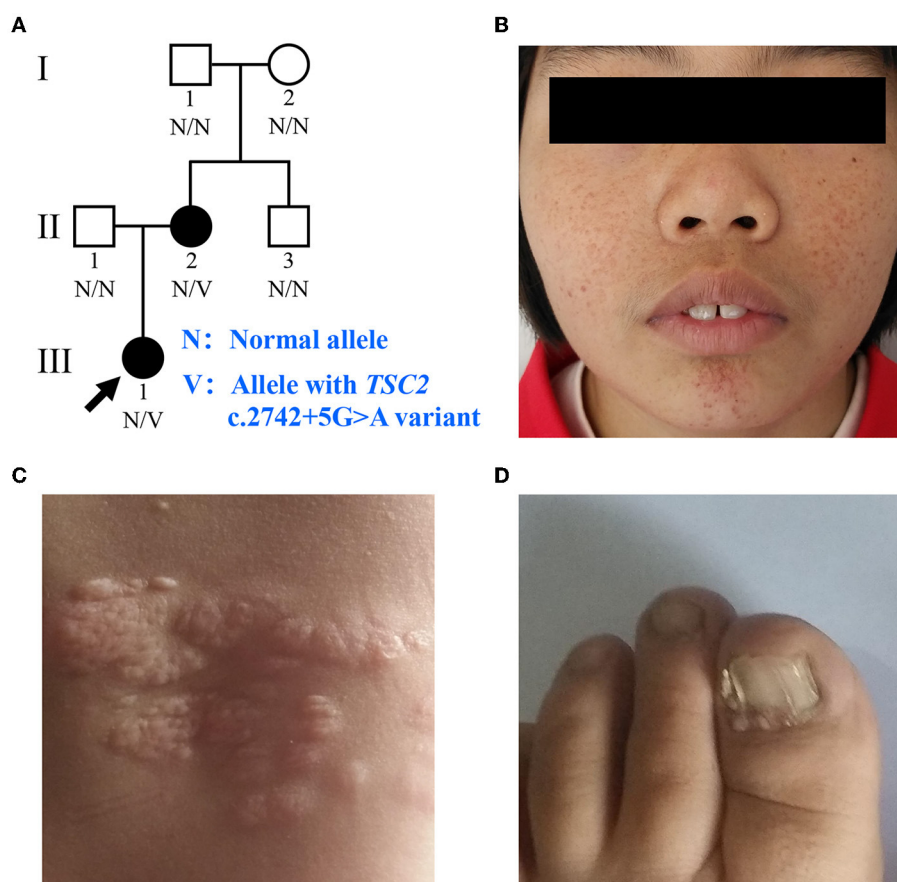 A
B
I
1
2
N/N
N/N
II
1
2
3
N/N
N/V
N/N
III
1
N/V
N: Normal allele
V: Allele with TSC2
c.2742+5G>A variant
C
D